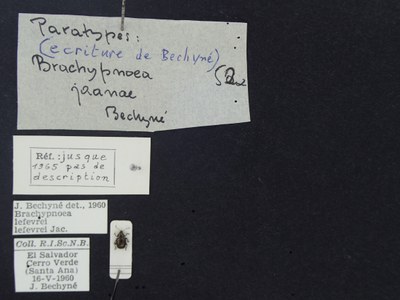 Paratypes:
(ecriture de Bechyné)
Brachypnoea
jaanae
Bechyné
Réf.: jusque
1965 pas de
description
J. Bechyné det., 1960
Brachypnoea
lefevrei
lefevrei Jac.
Coll. R.I.Sc.N.B.
El Salvador
Cerro Verde
(Santa Ana)
16-V-1960
J. Bechyné